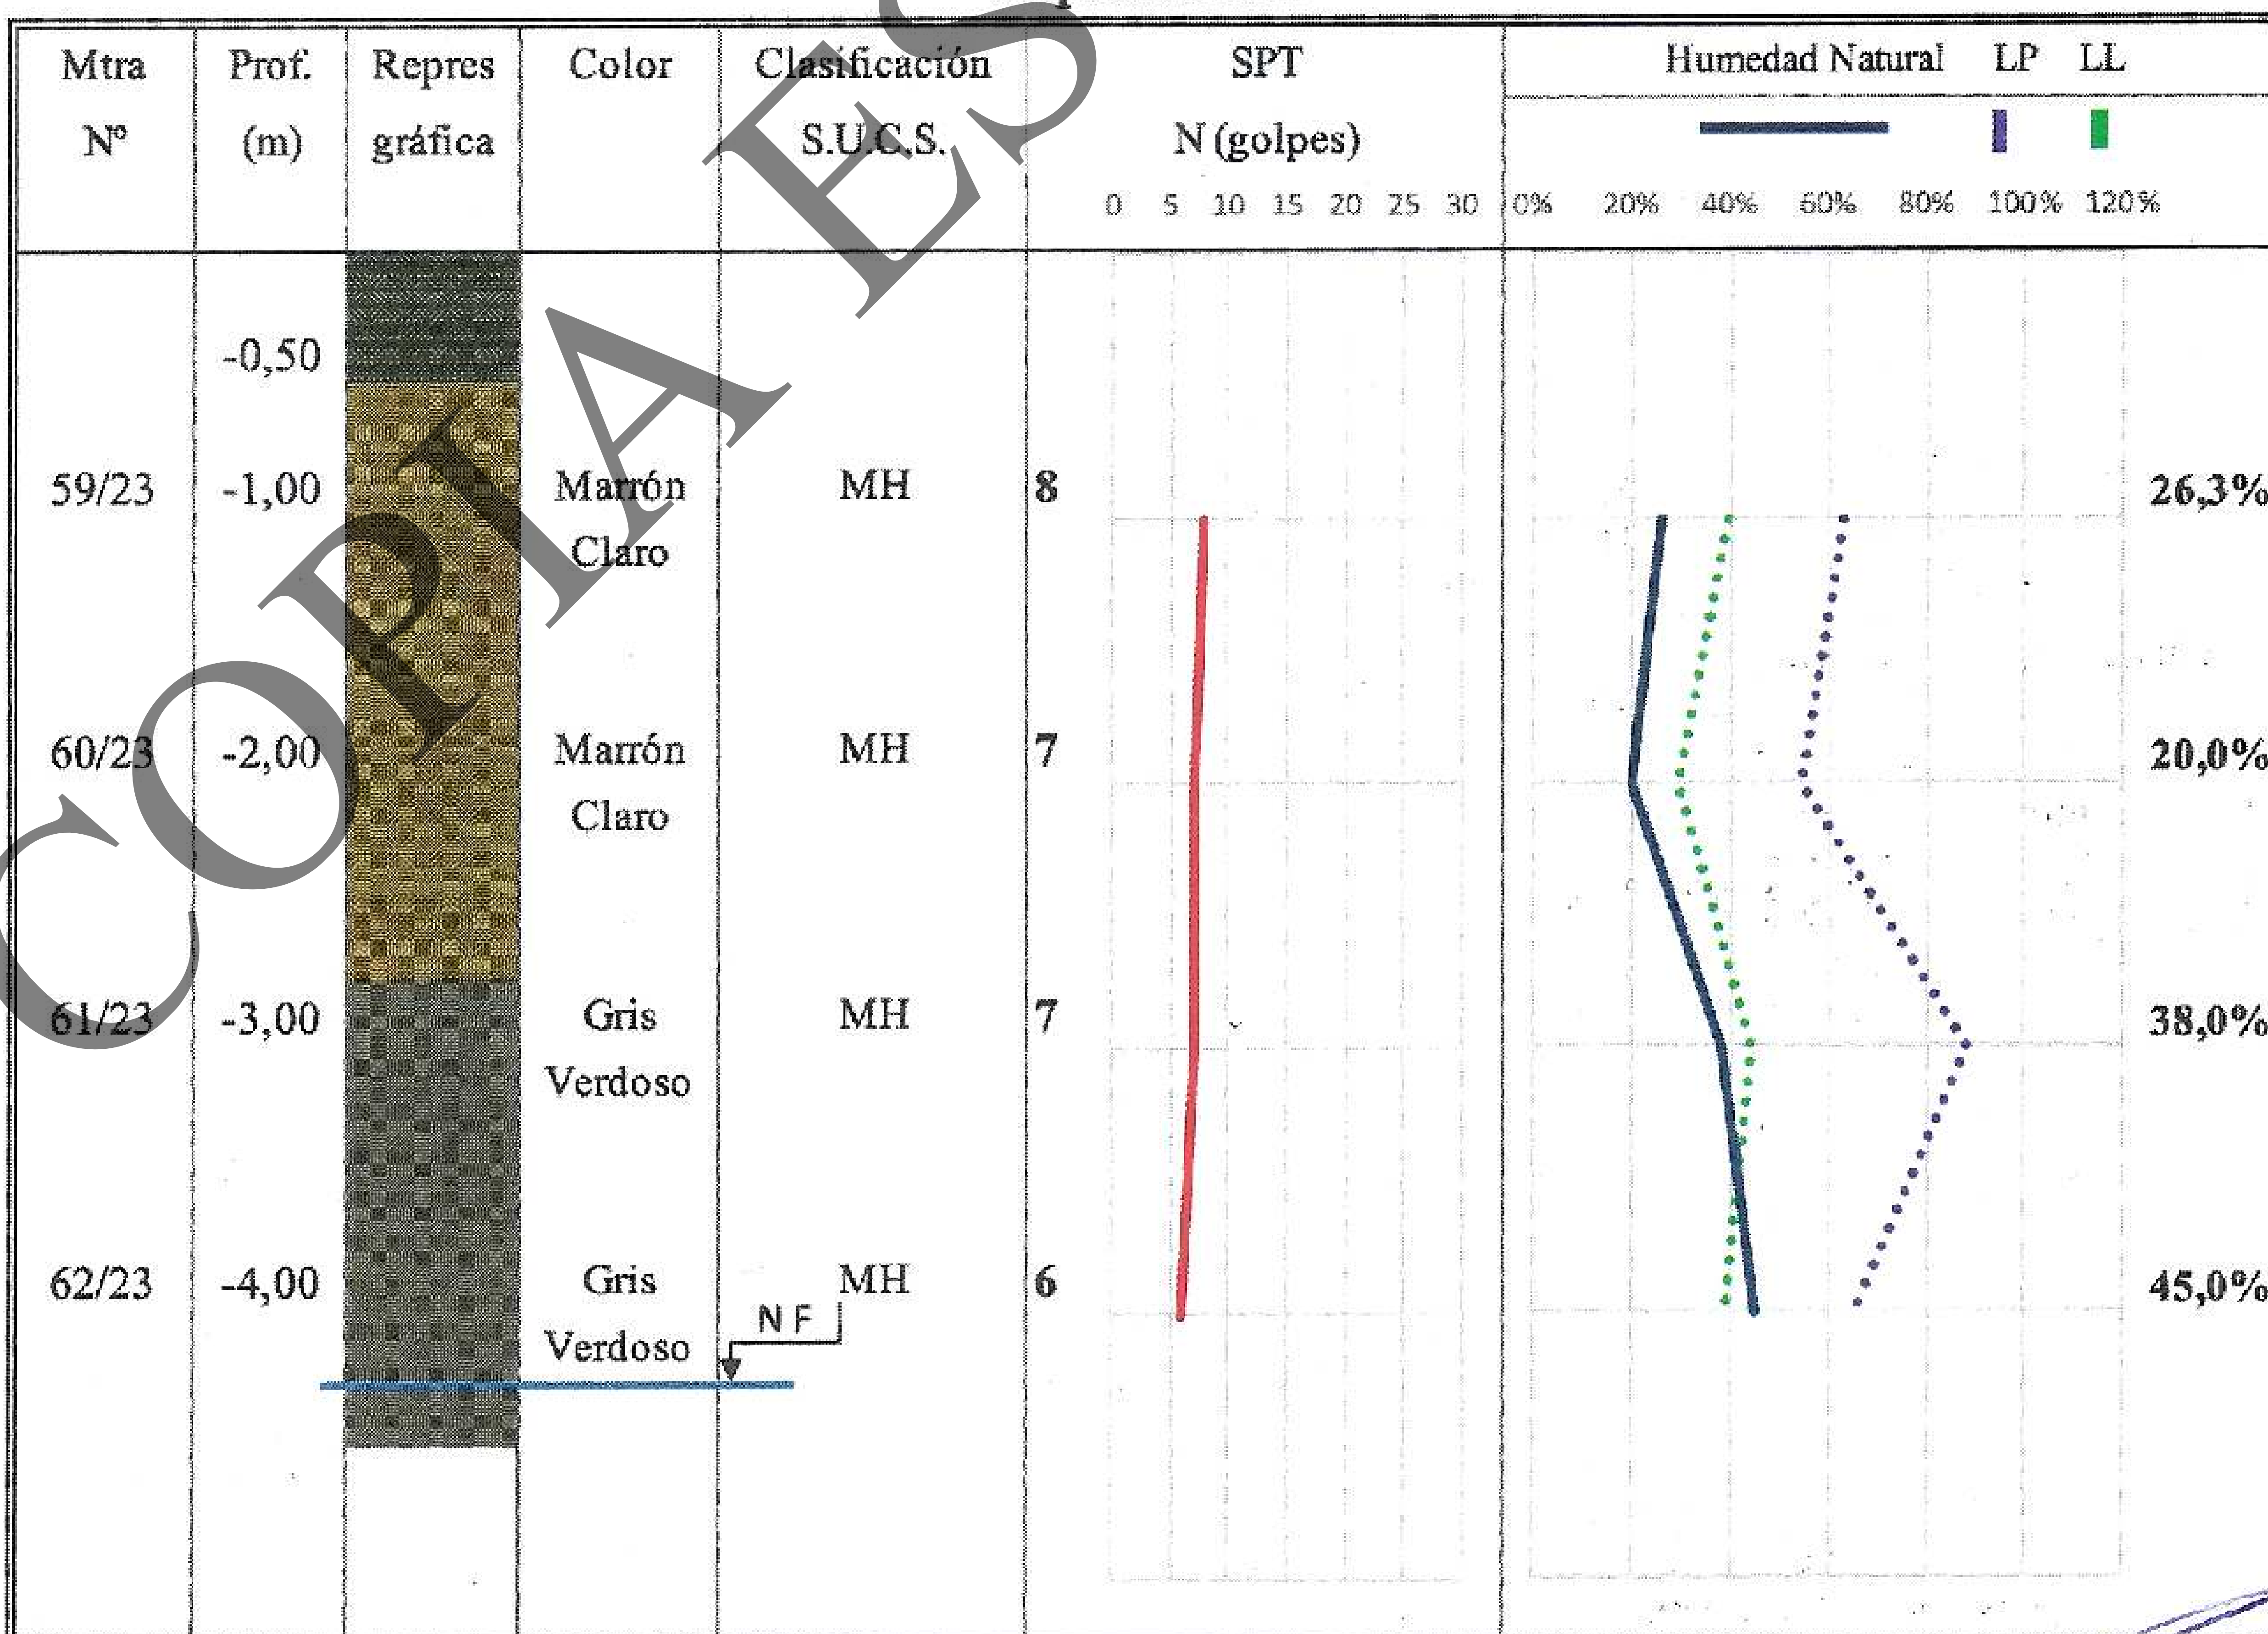 Mtra Prof. Repres Color Clasificación SPT Humedad Natural LP LL
Nº (m) gráfica S.U.C.S. N (golpes)
0 5 10 15 20 25 30 0% 20% 40% 60% 80% 100% 120%
-0,50
59/23 -1,00 Marrón MH 8 26,3%
Claro
60/23 -2,00 Marrón MH 7 20,0%
Claro
61/23 -3,00 Gris MH 7 38,0%
Verdoso
62/23 -4,00 Gris MH 6 45,0%
NF
Verdoso
COPIA ES